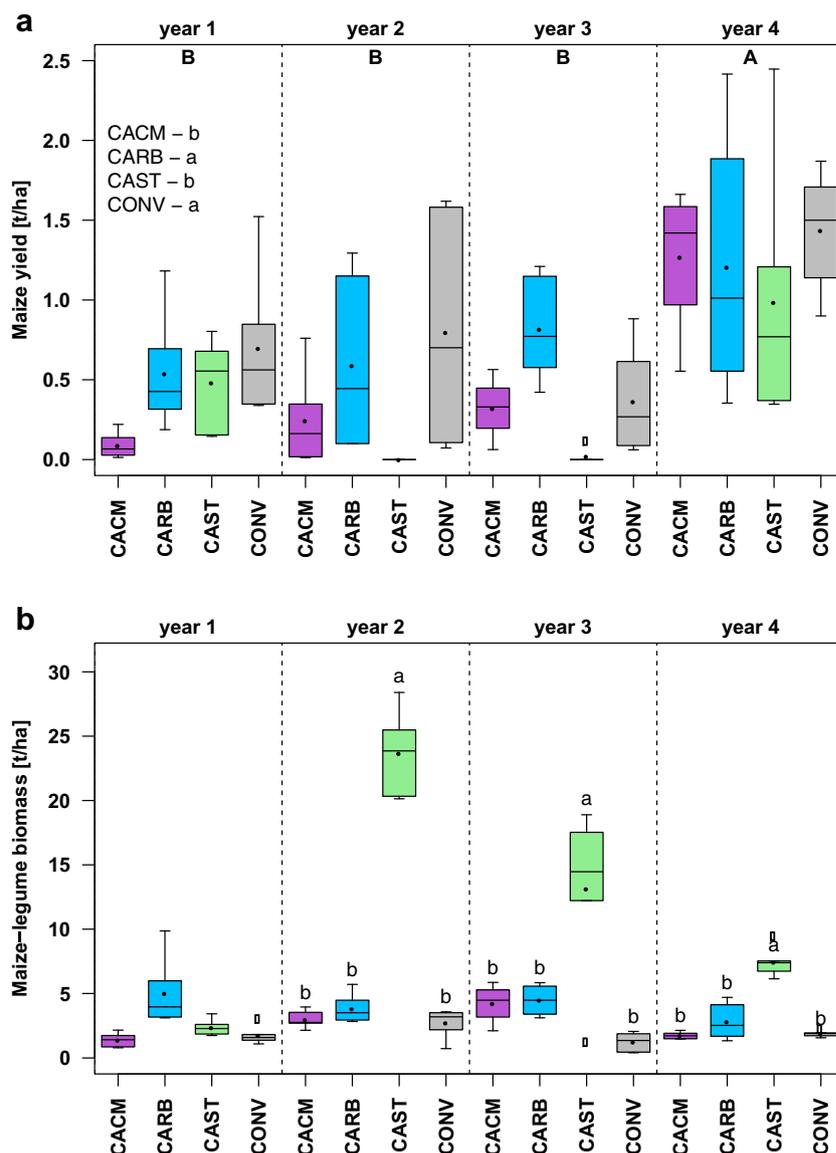 a
year 1 year 2 year 3 year 4
B B B A
2.5
2.0
1.5
1.0
0.5
0.0
Maize yield [t/ha]
CACM – b
CARB – a
CAST – b
CONV – a
CACM CARB CAST CONV CACM CARB CAST CONV CACM CARB CAST CONV CACM CARB CAST CONV
b
year 1 year 2 year 3 year 4
30
25
20
15
10
5
0
Maize–legume biomass [t/ha]
b b a b b b a b b b a b
CACM CARB CAST CONV CACM CARB CAST CONV CACM CARB CAST CONV CACM CARB CAST CONV